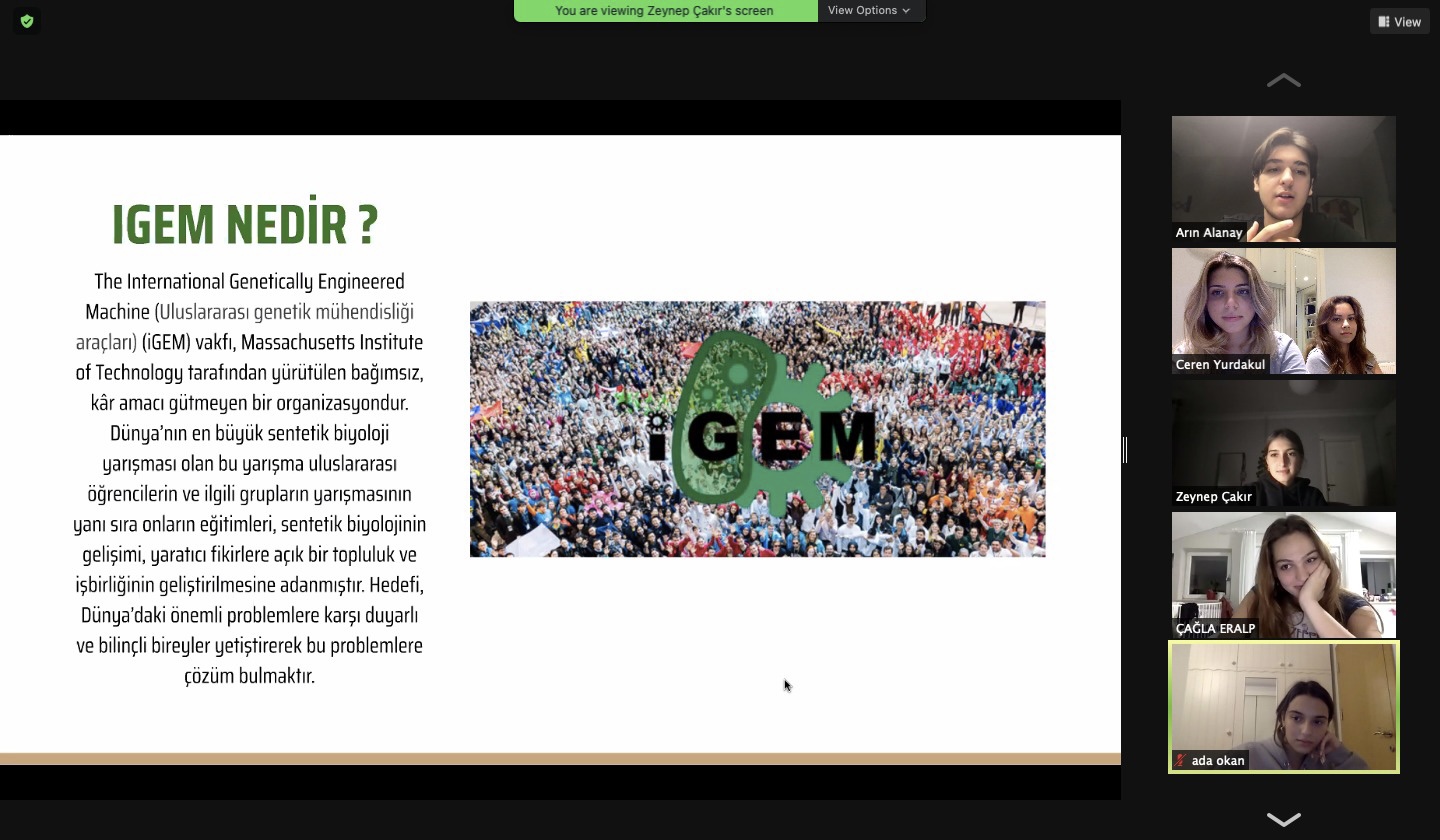 You are viewing Zeynep Çakır's screen
View Options
View
IGEM NEDİR ?
The International Genetically Engineered
Machine (Uluslararası genetik mühendisliği
araçları) (iGEM) vakfı, Massachusetts Institute
of Technology tarafından yürütülen bağımsız,
kâr amacı gütmeyen bir organizasyondur.
Dünya’nın en büyük sentetik biyoloji
yarışması olan bu yarışma uluslararası
öğrencilerin ve ilgili grupların yarışmasının
yanı sıra onların eğitimleri, sentetik biyolojinin
gelişimi, yaratıcı fikirlere açık bir topluluk ve
işbirliğinin geliştirilmesine adanmıştır. Hedefi,
Dünya’daki önemli problemlere karşı duyarlı
ve bilinçli bireyler yetiştirerek bu problemlere
çözüm bulmaktır.
iGEM
Arın Alanay
Ceren Yurdakul
Zeynep Çakır
ÇAĞLA ERALP
ada okan